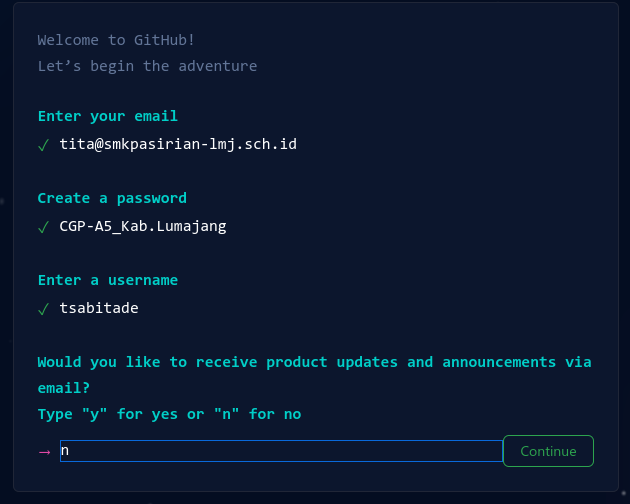 Welcome to GitHub!
Let’s begin the adventure
Enter your email
✓ tita@smkpasirian-lmj.sch.id
Create a password
✓ CGP-A5_Kab.Lumajang
Enter a username
✓ tsabitade
Would you like to receive product updates and announcements via
email?
Type "y" for yes or "n" for no
→ n Continue